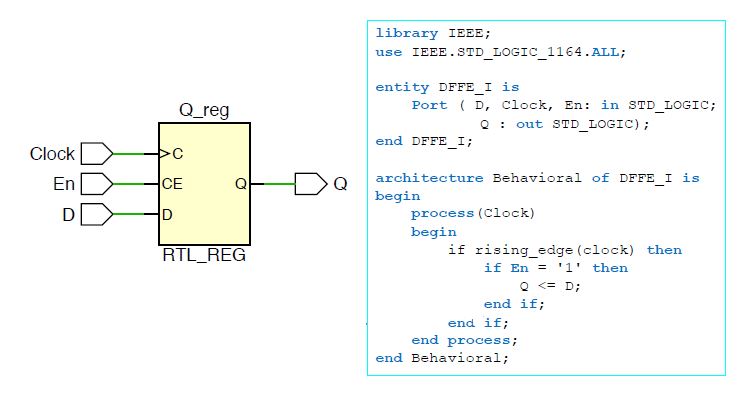 Q_reg
Clock
C
En
CE
Q
Q
D
D
RTL_REG
library IEEE;
use IEEE.STD_LOGIC_1164.ALL;
entity DFFE_I is
Port ( D, Clock, En: in STD_LOGIC;
Q : out STD_LOGIC);
end DFFE_I;
architecture Behavioral of DFFE_I is
begin
process(Clock)
begin
if rising_edge(clock) then
if En = '1' then
Q <= D;
end if;
end if;
end process;
end Behavioral;